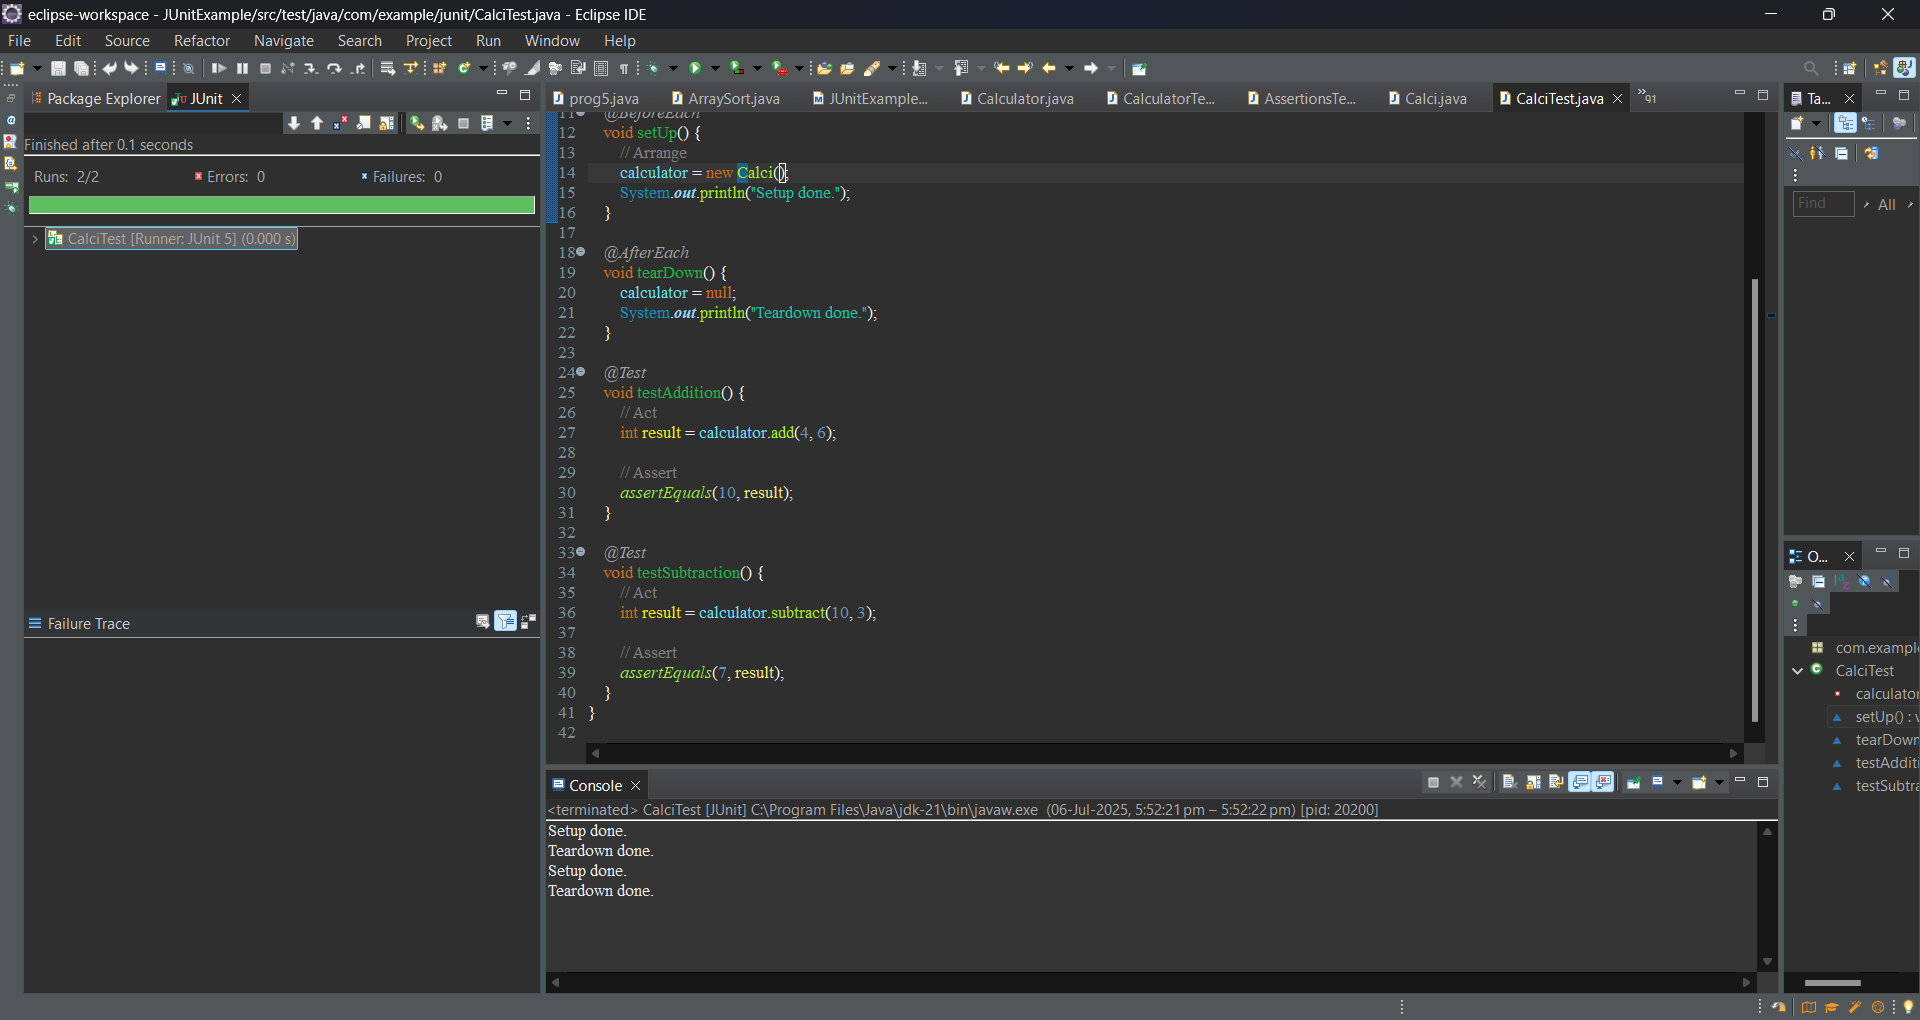 eclipse-workspace - JUnitExample/src/test/java/com/example/junit/CalciTest.java - Eclipse IDE
File Edit Source Refactor Navigate Search Project Run Window Help
Package Explorer JUnit
prog5.java ArraySort.java JUnitExample... Calculator.java CalculatorTe... AssertionsTe... Calci.java CalciTest.java »91
Ta...
Finished after 0.1 seconds
Runs: 2/2 Errors: 0 Failures: 0
CalciTest [Runner: JUnit 5] (0.000 s)
Failure Trace
11 @BeforeEach
12 void setUp() {
13 // Arrange
14 calculator = new Calci();
15 System.out.println("Setup done.");
16 }
17
18 @AfterEach
19 void tearDown() {
20 calculator = null;
21 System.out.println("Teardown done.");
22 }
23
24 @Test
25 void testAddition() {
26 // Act
27 int result = calculator.add(4, 6);
28
29 // Assert
30 assertEquals(10, result);
31 }
32
33 @Test
34 void testSubtraction() {
35 // Act
36 int result = calculator.subtract(10, 3);
37
38 // Assert
39 assertEquals(7, result);
40 }
41 }
42
Find All
O...
com.exampl
CalciTest
calculator
setUp() : v
tearDown
testAdditi
testSubtra
Console
<terminated> CalciTest [JUnit] C:\Program Files\Java\jdk-21\bin\javaw.exe (06-Jul-2025, 5:52:21 pm – 5:52:22 pm) [pid: 20200]
Setup done.
Teardown done.
Setup done.
Teardown done.